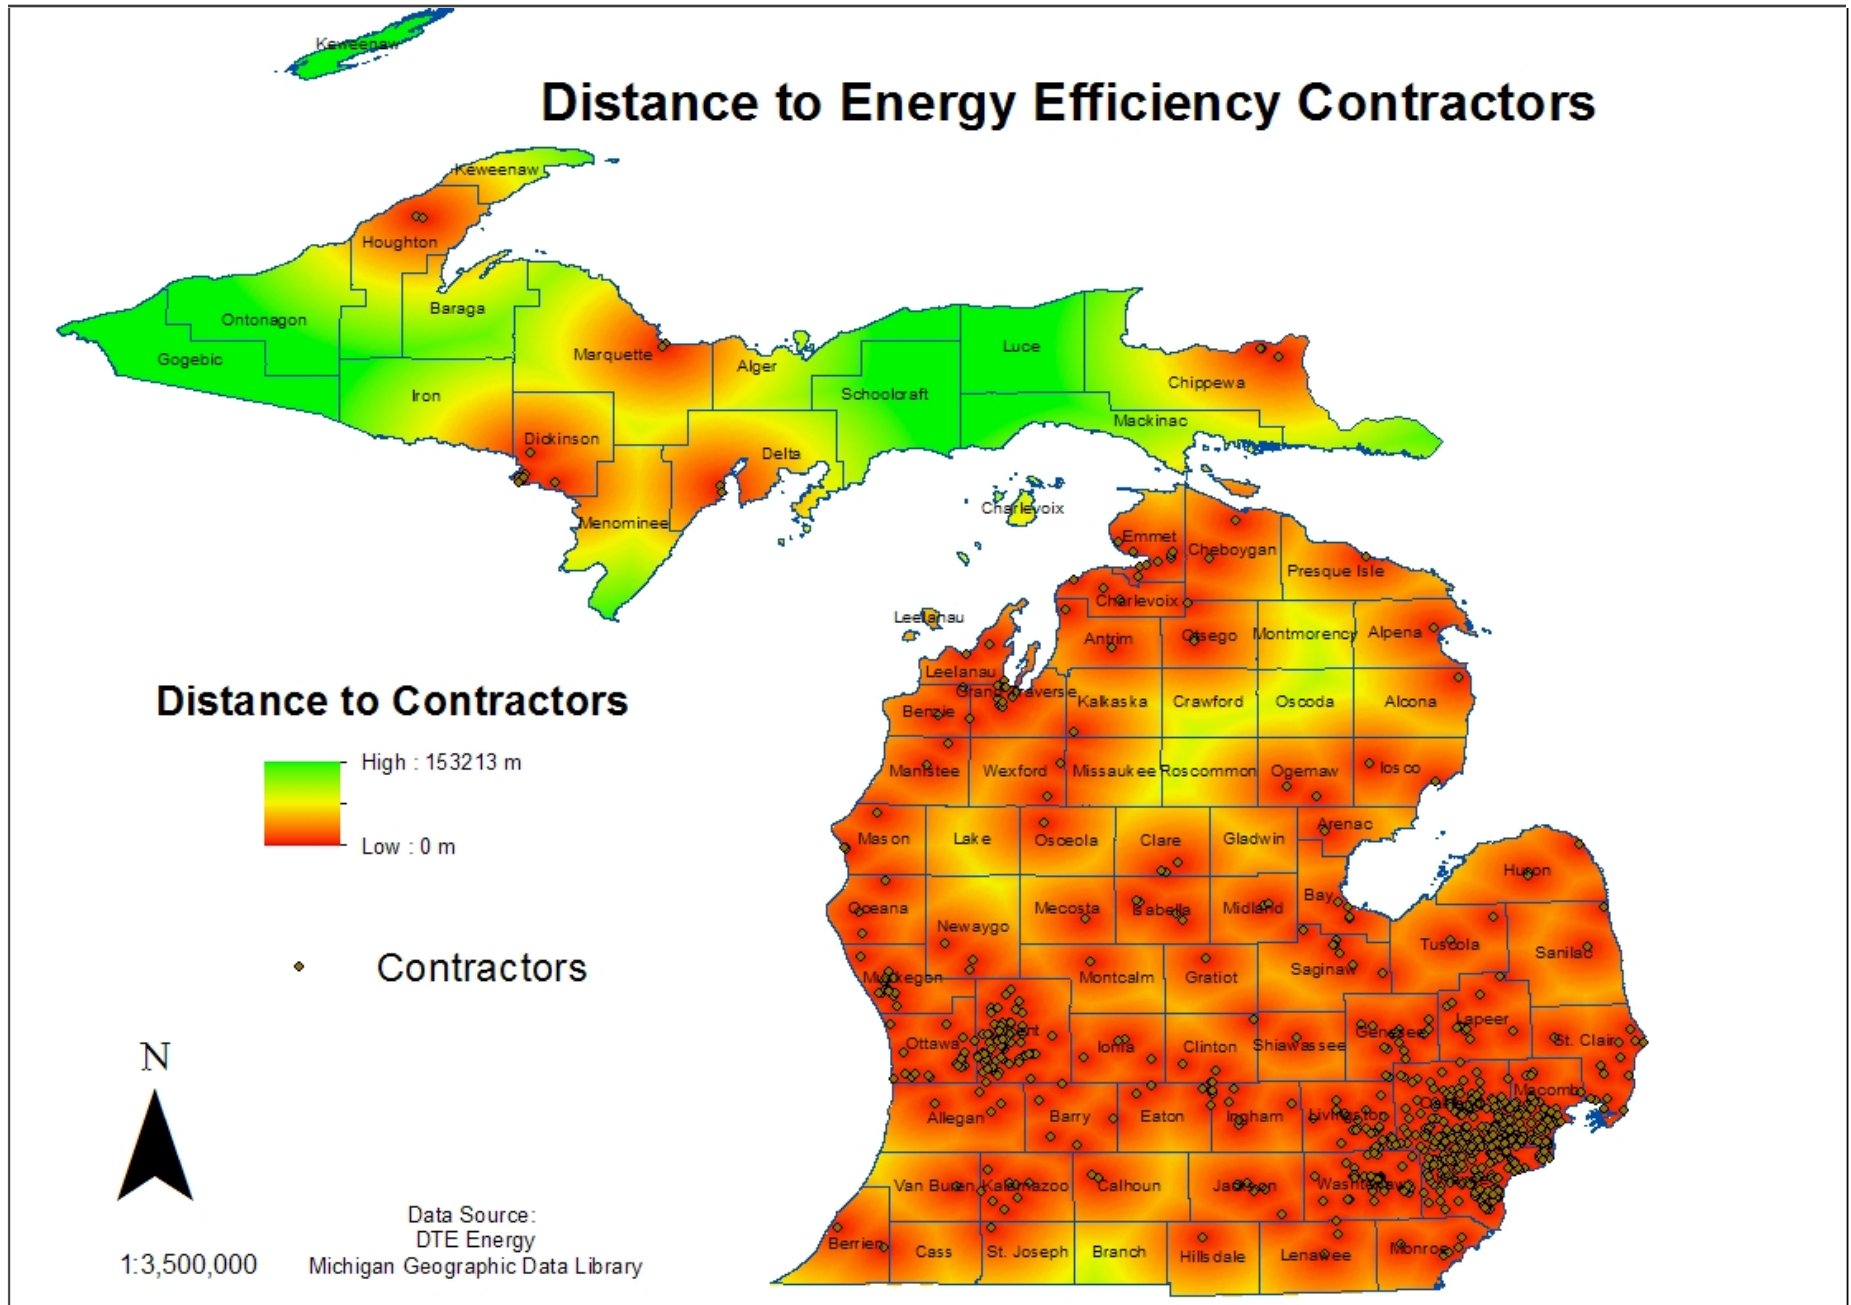 Keweenaw
Distance to Energy Efficiency Contractors
Keweenaw
Houghton
Baraga
Ontonagon
Gogebic
Marquette
Alger
Luce
Schoolcraft
Iron
Chippewa
Mackinac
Dickinson
Delta
Menominee
Charlevoix
Emmet
Cheboygan
Presque Isle
Charlevoix
Leelanau
Antrim
Otsego
Montmorency
Alpena
Leelanau
Grand Traverse
Benzie
Kalkaska
Crawford
Oscoda
Alcona
Manistee
Wexford
Missaukee
Roscommon
Ogemaw
Iosco
Distance to Contractors
High : 153213 m
Low : 0 m
Mason
Lake
Osceola
Clare
Gladwin
Arenac
Huron
Oceana
Newaygo
Mecosta
Isabella
Midland
Bay
Tuscola
Sanilac
Contractors
Muskegon
Montcalm
Gratiot
Saginaw
Ottawa
Kent
Ionia
Clinton
Shiawassee
Genesee
Lapeer
St. Clair
N
Allegan
Barry
Eaton
Ingham
Livingston
Oakland
Macomb
Van Buren
Kalamazoo
Calhoun
Jackson
Washtenaw
Wayne
Berrien
Cass
St. Joseph
Branch
Hillsdale
Lenawee
Monroe
1:3,500,000
Data Source:
DTE Energy
Michigan Geographic Data Library